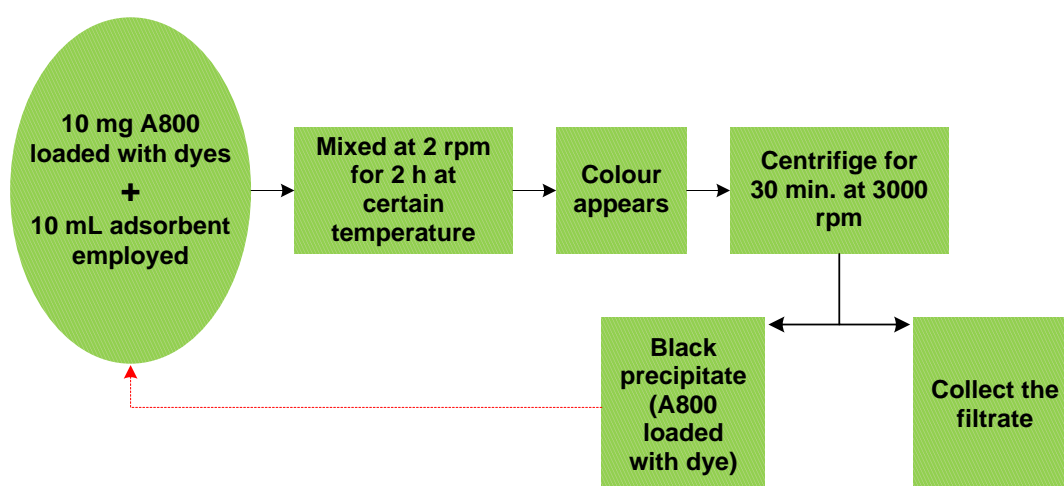 10 mg A800
loaded with dyes
+
10 mL adsorbent
employed
Mixed at 2 rpm
for 2 h at
certain
temperature
Colour
appears
Centrifige for
30 min. at 3000
rpm
Black
precipitate
(A800
loaded
with dye)
Collect the
filtrate